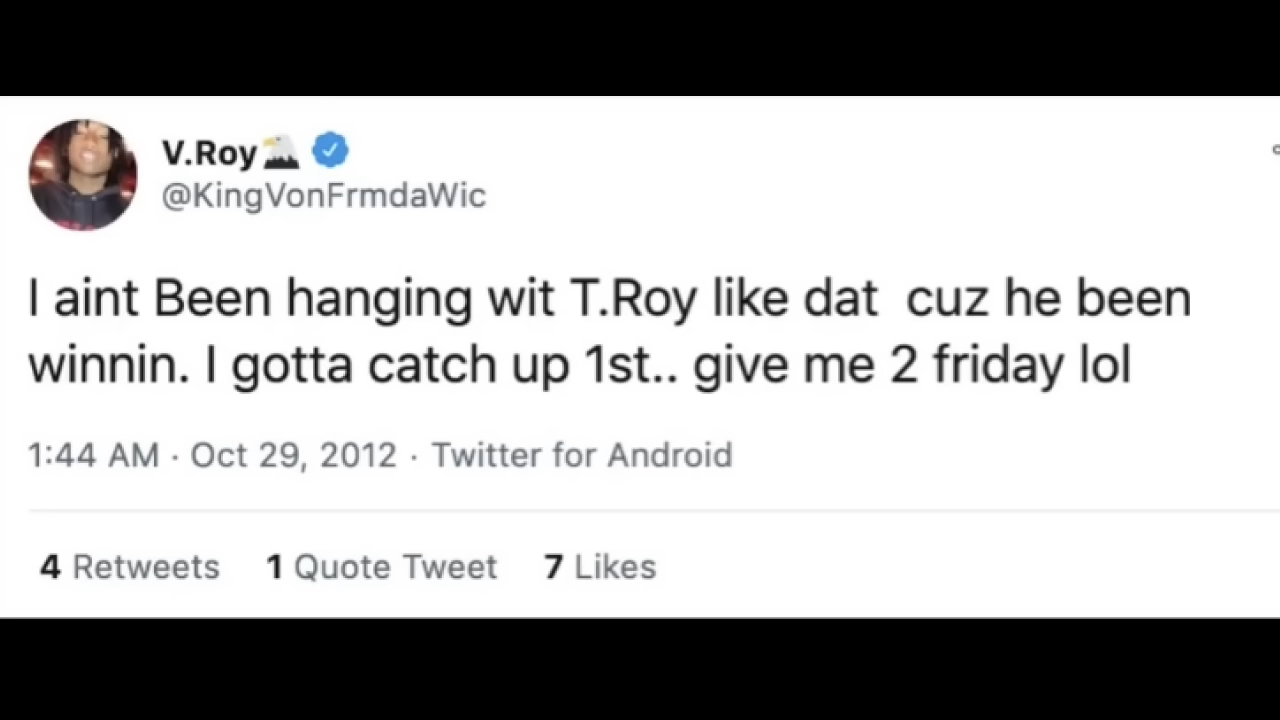 V.Roy
@KingVonFrmdaWic
I aint Been hanging wit T.Roy like dat  cuz he been
winnin. I gotta catch up 1st.. give me 2 friday lol
1:44 AM · Oct 29, 2012 · Twitter for Android
4 Retweets 1 Quote Tweet 7 Likes